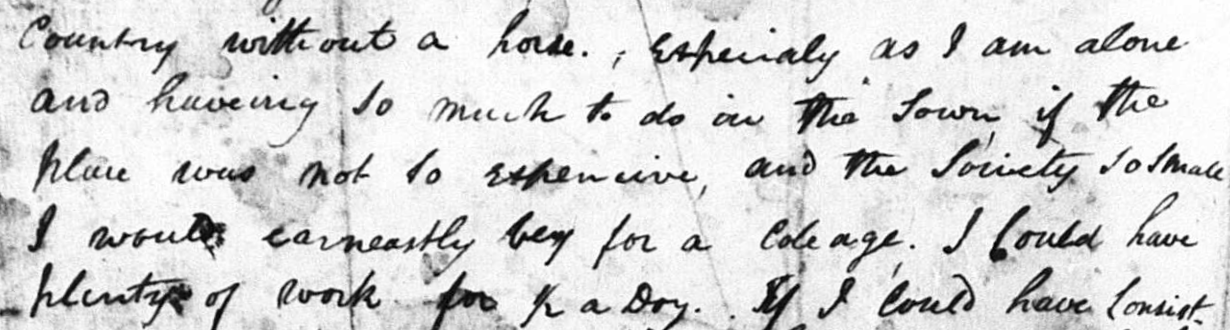 Country without a horse. , Especialy as I am alone
and haveing so much to do in the Town, if the
place was not so expencive, and the Society so small
I would earneastly beg for a Coleage. I Could have
plenty of work for a Day. If I Could have Consist-